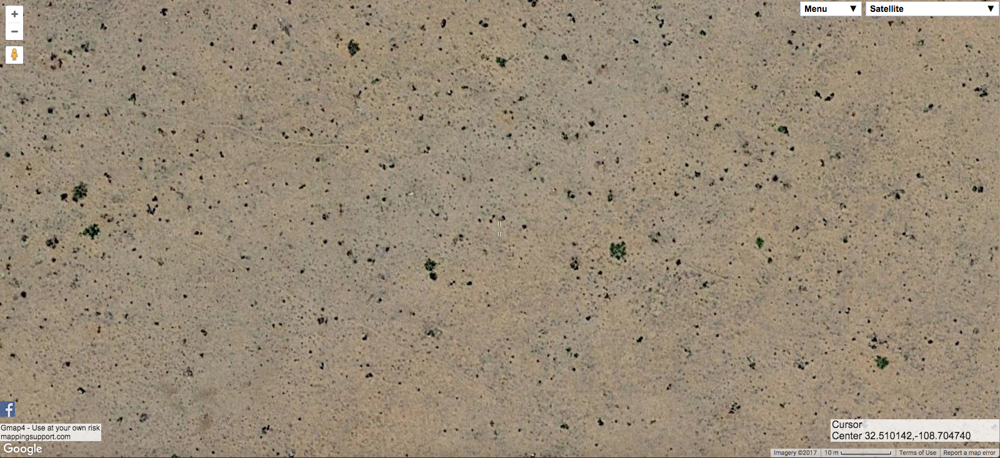 +
Menu ▼
Satellite ▼
−
f
Gmap4 - Use at your own risk
mappingsupport.com
Google
Cursor
Center 32.510142,-108.704740
Imagery ©2017
10 m
Terms of Use
Report a map error